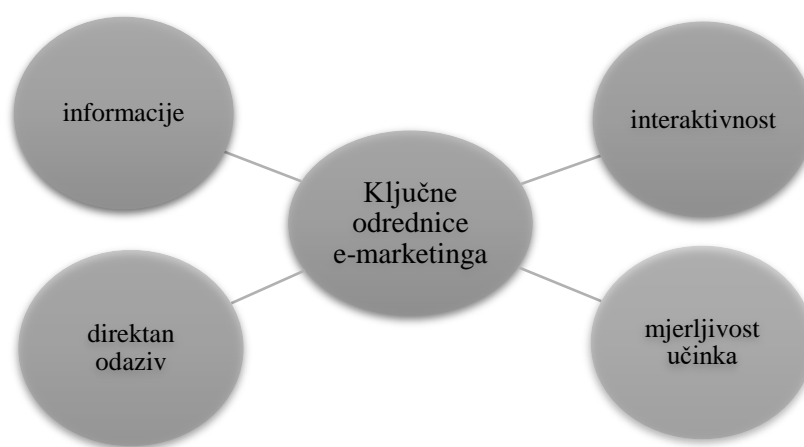 informacije
interaktivnost
Ključne
odrednice
e-marketinga
direktan
odaziv
mjerljivost
učinka